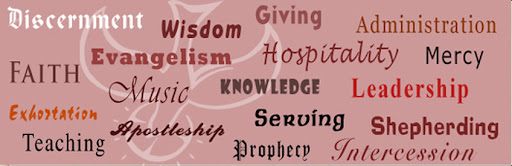 Discernment
Wisdom
Giving
Administration
Evangelism
Hospitality
Mercy
FAITH
Music
KNOWLEDGE
Leadership
Exhortation
Teaching
Apostleship
Serving
Shepherding
Prophecy
Intercession